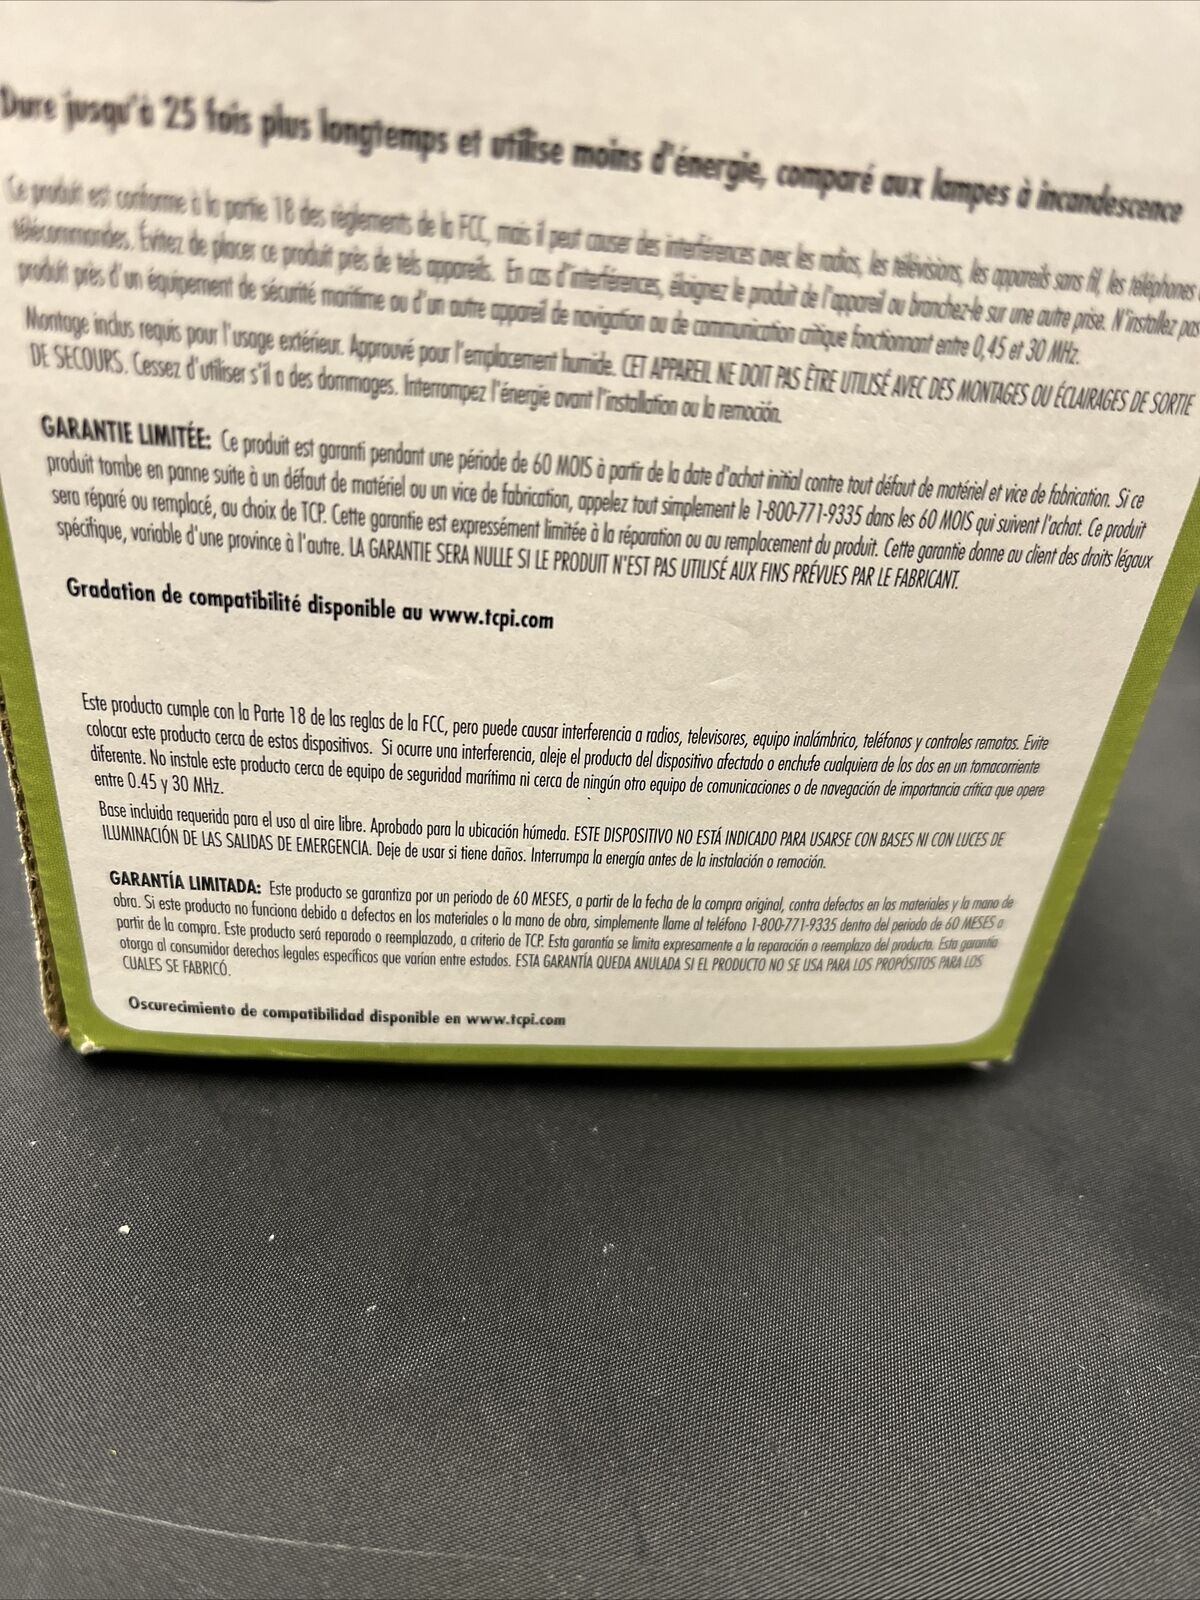 Dure jusqu'à 25 fois plus longtemps et utilise moins d'énergie, comparé aux lampes à incandescence
Ce produit est conforme à la partie 18 des règlements de la FCC, mais il peut causer des interférences avec les radios, les télévisions, les appareils sans fil, les téléphones
télécommandes. Évitez de placer ce produit près de tels appareils. En cas d'interférences, éloignez le produit de l'appareil ou branchez-le sur une autre prise. N'installez pas
produit près d'un équipement de sécurité maritime ou d'un autre appareil de navigation ou de communication critique fonctionnant entre 0,45 et 30 MHz.
Montage inclus requis pour l'usage extérieur. Approuvé pour l'emplacement humide. CET APPAREIL NE DOIT PAS ÊTRE UTILISÉ AVEC DES MONTAGES OU ÉCLAIRAGES DE SORTIE
DE SECOURS. Cessez d'utiliser s'il a des dommages. Interrompez l'énergie avant l'installation ou la remoción.
GARANTIE LIMITÉE: Ce produit est garanti pendant une période de 60 MOIS à partir de la date d'achat initial contre tout défaut de matériel et vice de fabrication. Si ce
produit tombe en panne suite à un défaut de matériel ou un vice de fabrication, appelez tout simplement le 1-800-771-9335 dans les 60 MOIS qui suivent l'achat. Ce produit
sera réparé ou remplacé, au choix de TCP. Cette garantie est expressément limitée à la réparation ou au remplacement du produit. Cette garantie donne au client des droits légaux
spécifique, variable d'une province à l'autre. LA GARANTIE SERA NULLE SI LE PRODUIT N'EST PAS UTILISÉ AUX FINS PRÉVUES PAR LE FABRICANT.
Gradation de compatibilité disponible au www.tcpi.com
Este producto cumple con la Parte 18 de las reglas de la FCC, pero puede causar interferencia a radios, televisores, equipo inalámbrico, teléfonos y controles remotos. Evite
colocar este producto cerca de estos dispositivos. Si ocurre una interferencia, aleje el producto del dispositivo afectado o enchufe cualquiera de los dos en un tomacorriente
diferente. No instale este producto cerca de equipo de seguridad marítima ni cerca de ningún otro equipo de comunicaciones o de navegación de importancia crítica que opere
entre 0.45 y 30 MHz.
Base incluida requerida para el uso al aire libre. Aprobado para la ubicación húmeda. ESTE DISPOSITIVO NO ESTÁ INDICADO PARA USARSE CON BASES NI CON LUCES DE
ILUMINACIÓN DE LAS SALIDAS DE EMERGENCIA. Deje de usar si tiene daños. Interrumpa la energía antes de la instalación o remoción.
GARANTÍA LIMITADA: Este producto se garantiza por un periodo de 60 MESES, a partir de la fecha de la compra original, contra defectos en los materiales y la mano de
obra. Si este producto no funciona debido a defectos en los materiales o la mano de obra, simplemente llame al teléfono 1-800-771-9335 dentro del periodo de 60 MESES a
partir de la compra. Este producto será reparado o reemplazado, a criterio de TCP. Esta garantía se limita expresamente a la reparación o reemplazo del producto. Esta garantía
otorga al consumidor derechos legales específicos que varían entre estados. ESTA GARANTÍA QUEDA ANULADA SI EL PRODUCTO NO SE USA PARA LOS PROPÓSITOS PARA LOS
CUALES SE FABRICÓ.
Oscurecimiento de compatibilidad disponible en www.tcpi.com